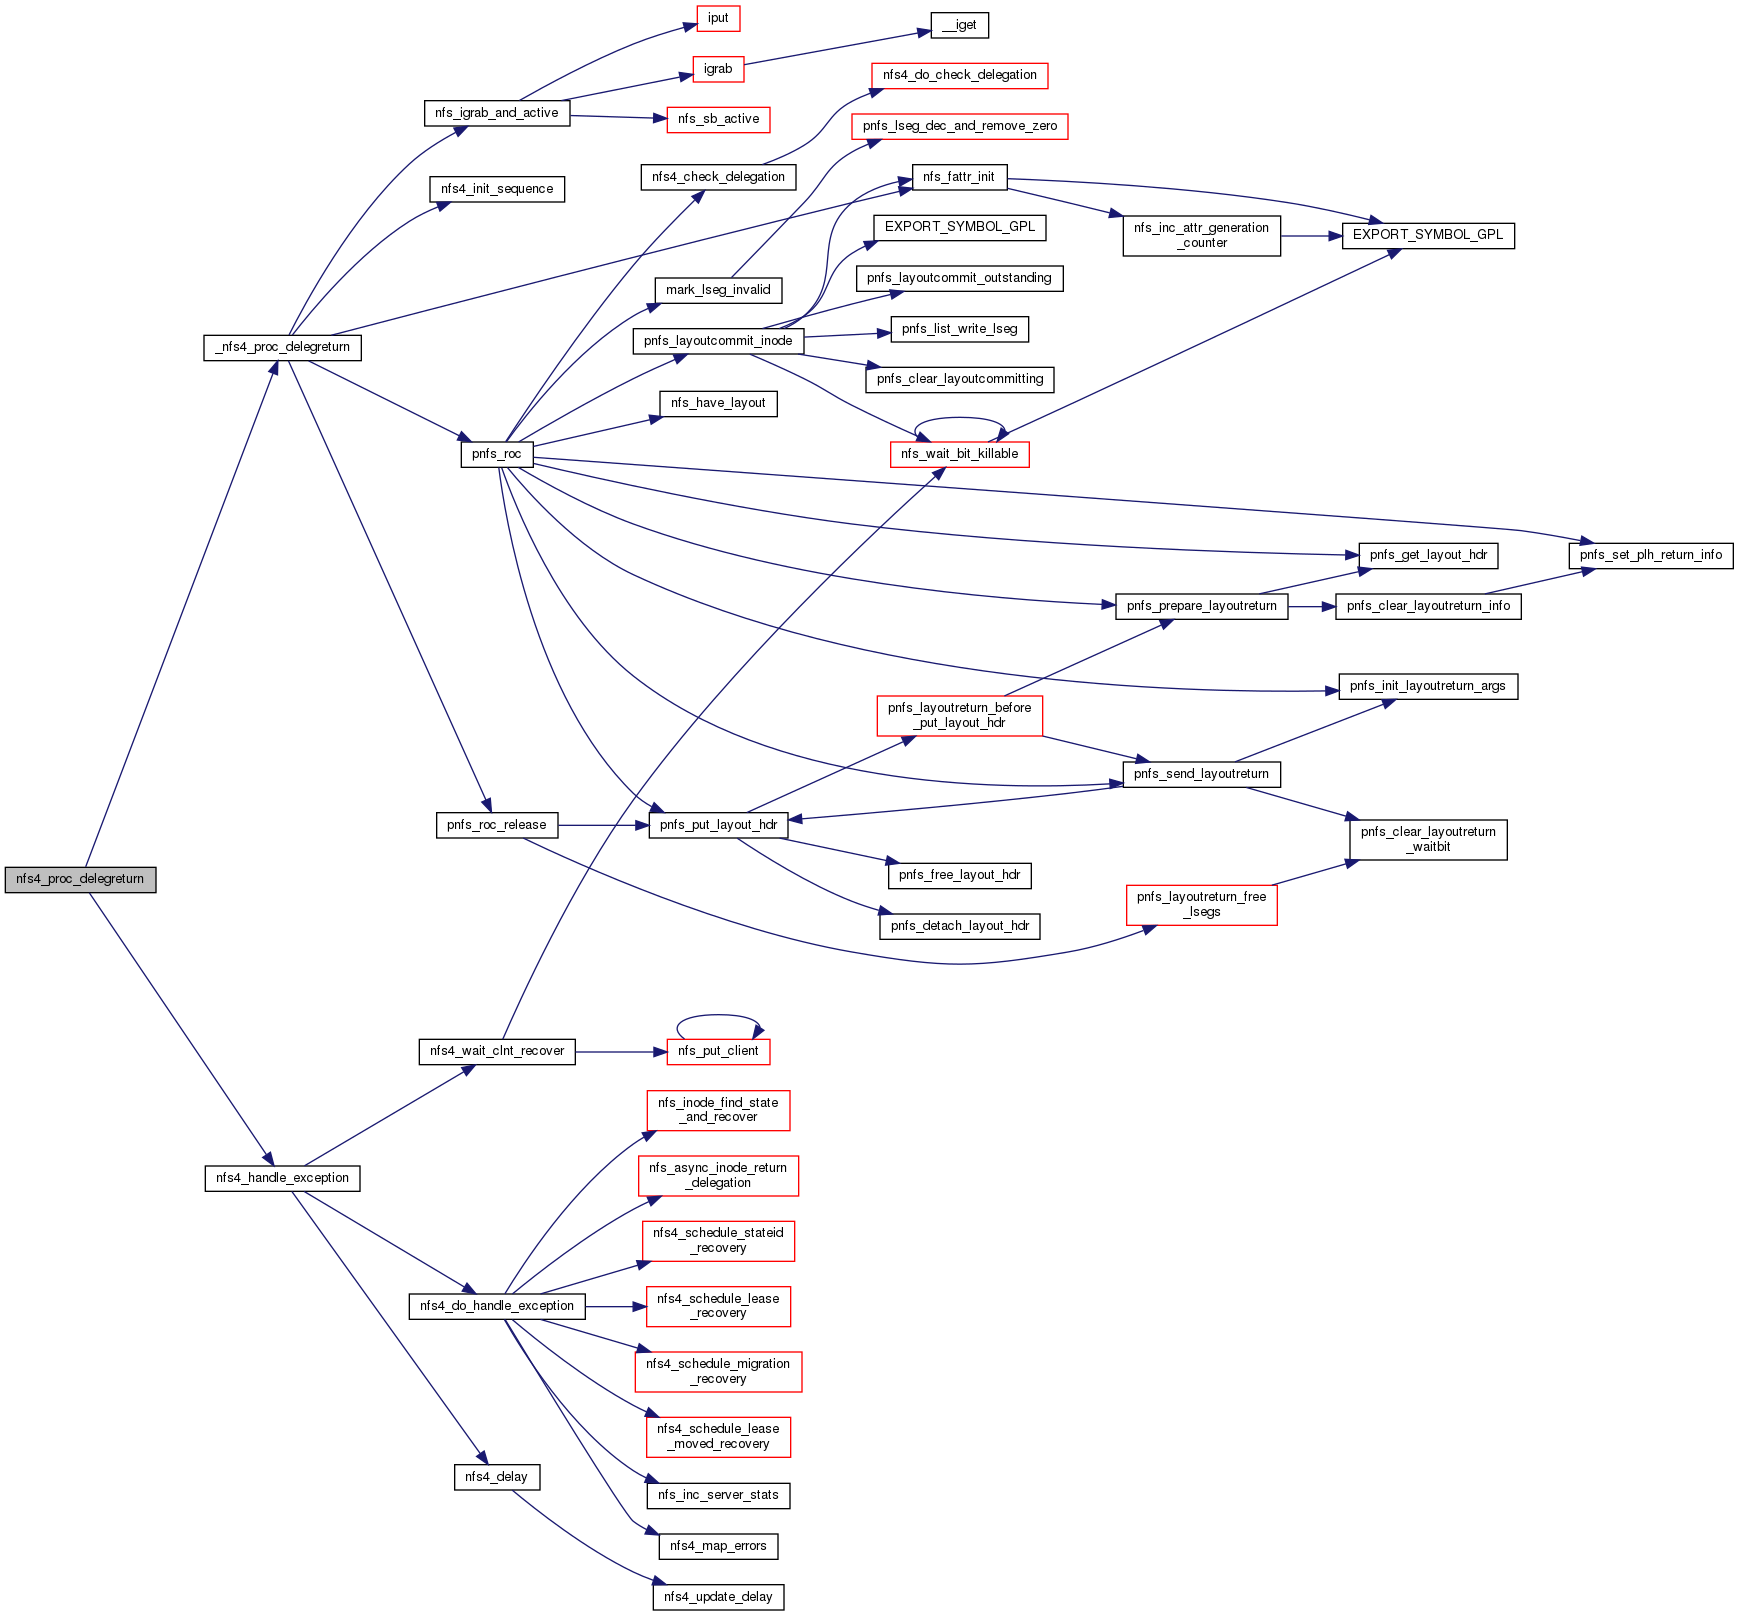 iput
__iget
igrab
nfs4_do_check_delegation
nfs_igrab_and_active
nfs_sb_active
pnfs_lseg_dec_and_remove_zero
nfs4_check_delegation
nfs_fattr_init
nfs4_init_sequence
EXPORT_SYMBOL_GPL
nfs_inc_attr_generation
_counter
EXPORT_SYMBOL_GPL
pnfs_layoutcommit_outstanding
mark_lseg_invalid
pnfs_list_write_lseg
pnfs_layoutcommit_inode
_nfs4_proc_delegreturn
pnfs_clear_layoutcommitting
nfs_have_layout
pnfs_roc
nfs_wait_bit_killable
pnfs_get_layout_hdr
pnfs_set_plh_return_info
pnfs_prepare_layoutreturn
pnfs_clear_layoutreturn_info
pnfs_init_layoutreturn_args
pnfs_layoutreturn_before
_put_layout_hdr
pnfs_send_layoutreturn
pnfs_roc_release
pnfs_put_layout_hdr
pnfs_clear_layoutreturn
_waitbit
nfs4_proc_delegreturn
pnfs_free_layout_hdr
pnfs_layoutreturn_free
_lsegs
pnfs_detach_layout_hdr
nfs4_wait_clnt_recover
nfs_put_client
nfs_inode_find_state
_and_recover
nfs4_handle_exception
nfs_async_inode_return
_delegation
nfs4_schedule_stateid
_recovery
nfs4_do_handle_exception
nfs4_schedule_lease
_recovery
nfs4_schedule_migration
_recovery
nfs4_schedule_lease
_moved_recovery
nfs4_delay
nfs_inc_server_stats
nfs4_map_errors
nfs4_update_delay